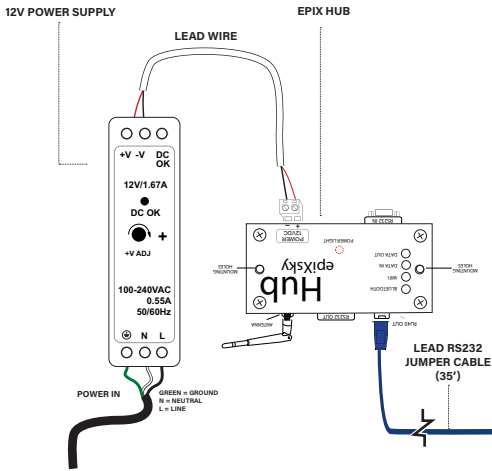 12V POWER SUPPLY
LEAD WIRE
EPIX HUB
+V -V DC
OK
12V/1.67A
DC OK
+
+V ADJ
100-240VAC
0.55A
50/60Hz
N L
POWER IN
GREEN = GROUND
N = NEUTRAL
L = LINE
– +
POWER
12VDC
POWER LIGHT
RS232 IN
MOUNTING
HOLES
epiXsky
Hub
DATA OUT
DATA IN
WIFI
BLUETOOTH
MOUNTING
HOLES
ANTENNA
RS232 OUT
RJ45 OUT
LEAD RS232
JUMPER CABLE
(35')